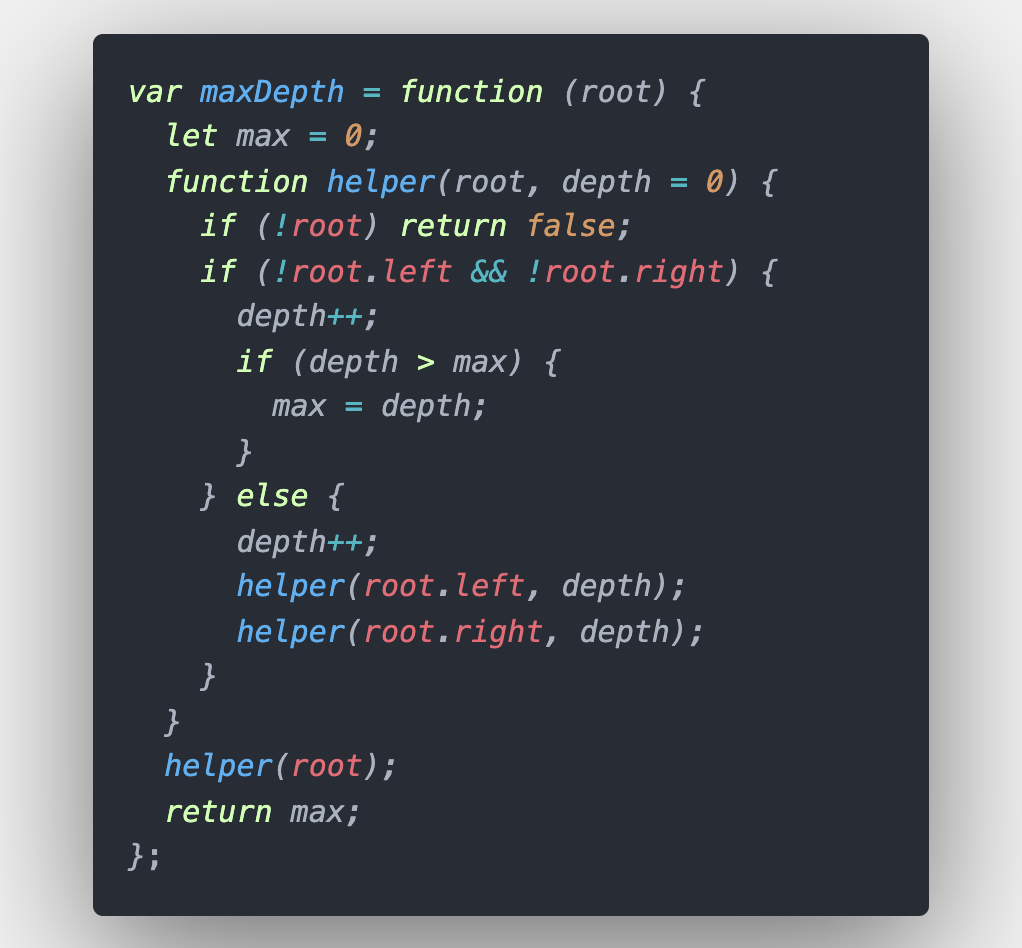 var maxDepth = function (root) {
  let max = 0;
  function helper(root, depth = 0) {
    if (!root) return false;
    if (!root.left && !root.right) {
      depth++;
      if (depth > max) {
        max = depth;
      }
    } else {
      depth++;
      helper(root.left, depth);
      helper(root.right, depth);
    }
  }
  helper(root);
  return max;
};